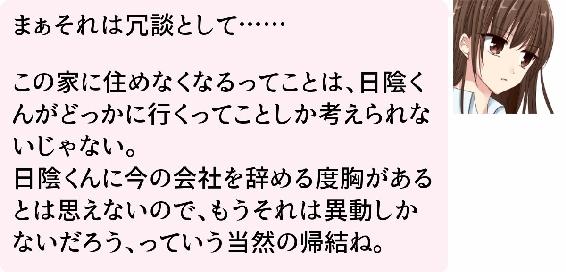 まぁそれは冗談として……
この家に住めなくなるってことは、日陰く
んがどっかに行くってことしか考えられな
いじゃない。
日陰くんに今の会社を辞める度胸がある
とは思えないので、もうそれは異動しか
ないだろう、っていう当然の帰結ね。